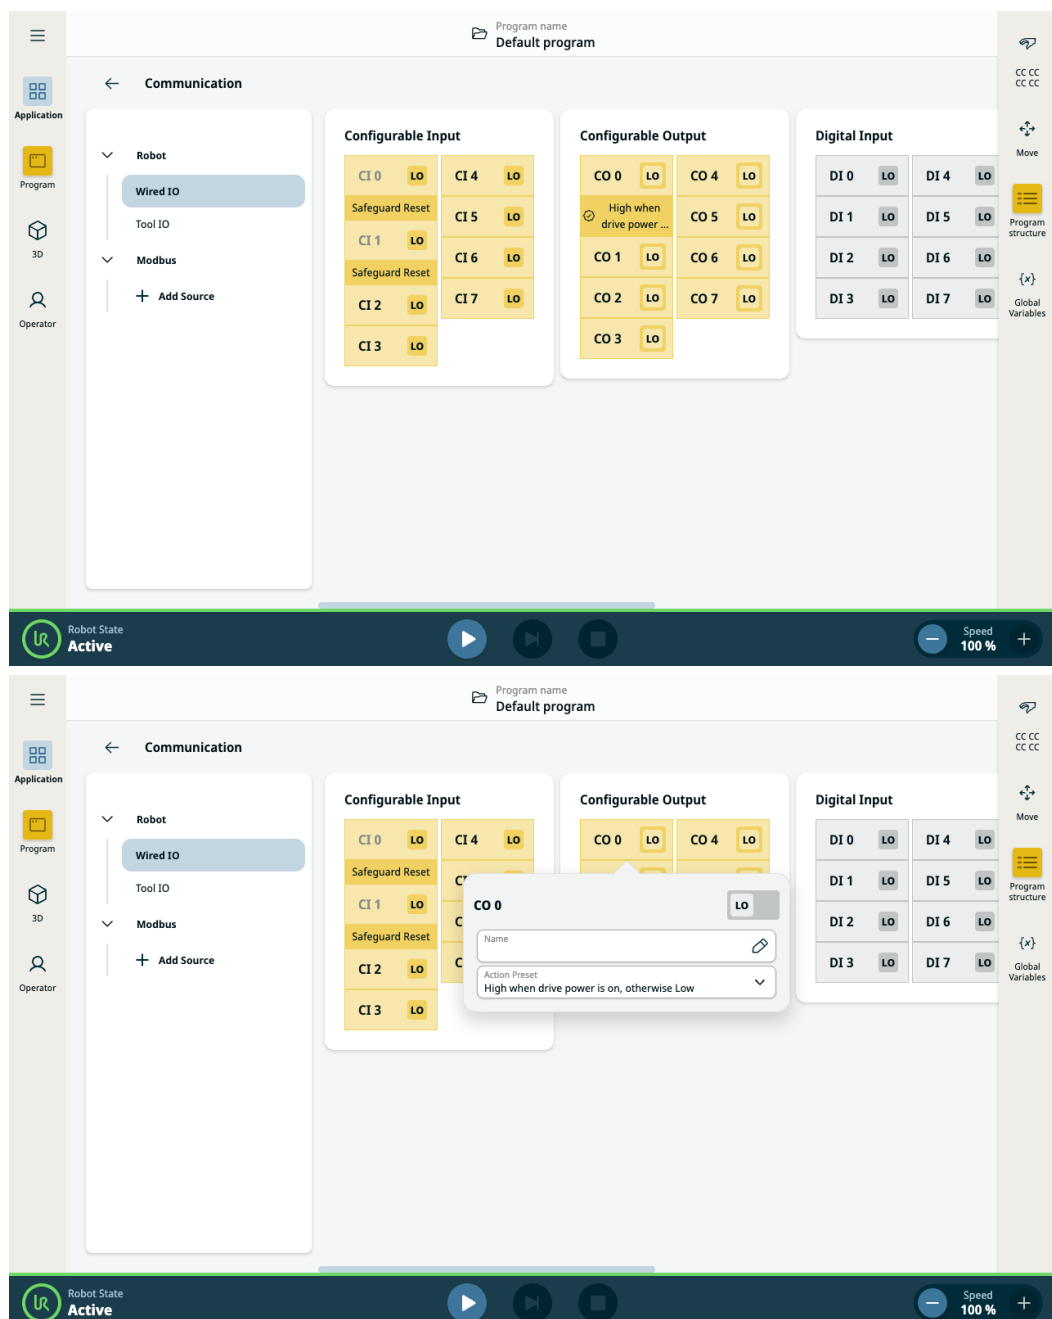 Program name
Default program
Application
Program
3D
Operator
Communication
Robot
Wired IO
Tool IO
Modbus
Add Source
Configurable Input
CI 0 LO CI 4 LO
Safeguard Reset
CI 5 LO
CI 1 LO
CI 6 LO
Safeguard Reset
CI 2 LO CI 7 LO
CI 3 LO
Configurable Output
CO 0 LO CO 4 LO
High when
drive power ...
CO 5 LO
CO 1 LO CO 6 LO
CO 2 LO CO 7 LO
CO 3 LO
Digital Input
DI 0 LO DI 4 LO
DI 1 LO DI 5 LO
DI 2 LO DI 6 LO
DI 3 LO DI 7 LO
CC CC
CC CC
Move
Program
structure
{x}
Global
Variables
UR
Robot State
Active
Speed
100 %
Program name
Default program
Application
Program
3D
Operator
Communication
Robot
Wired IO
Tool IO
Modbus
Add Source
Configurable Input
CI 0 LO CI 4 LO
Safeguard Reset
CI 1 LO
Safeguard Reset
CI 2 LO
CI 3 LO
Configurable Output
CO 0 LO CO 4 LO
CO 0 LO
Name
Action Preset
High when drive power is on, otherwise Low
Digital Input
DI 0 LO DI 4 LO
DI 1 LO DI 5 LO
DI 2 LO DI 6 LO
DI 3 LO DI 7 LO
CC CC
CC CC
Move
Program
structure
{x}
Global
Variables
UR
Robot State
Active
Speed
100 %